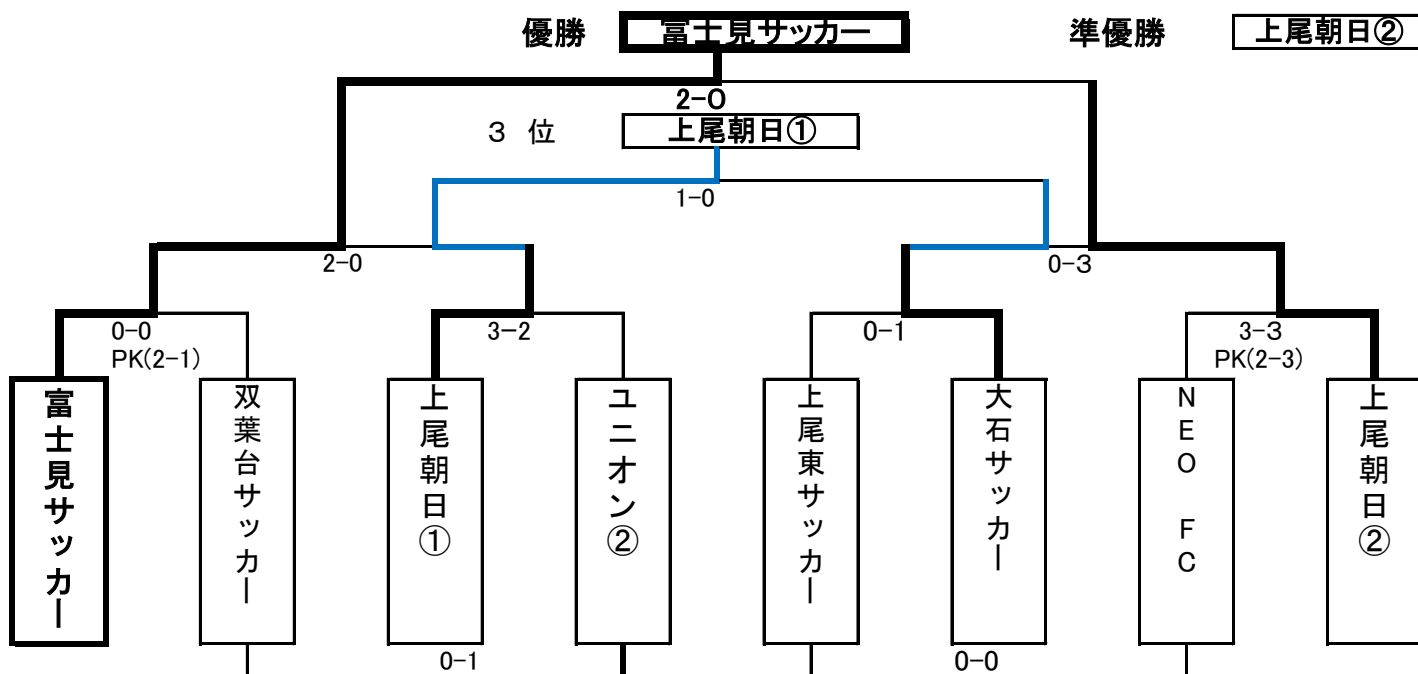 優勝 富士見サッカー 準優勝 上尾朝日②
2-0
３ 位 上尾朝日①
1-0
2-0
0-3
0-0
PK(2-1)
3-2
0-1
3-3
PK(2-3)
富士見サッカー
双葉台サッカー
上尾朝日①
ユニオン②
上尾東サッカー
大石サッカー
NEO FC
上尾朝日②
0-1
0-0